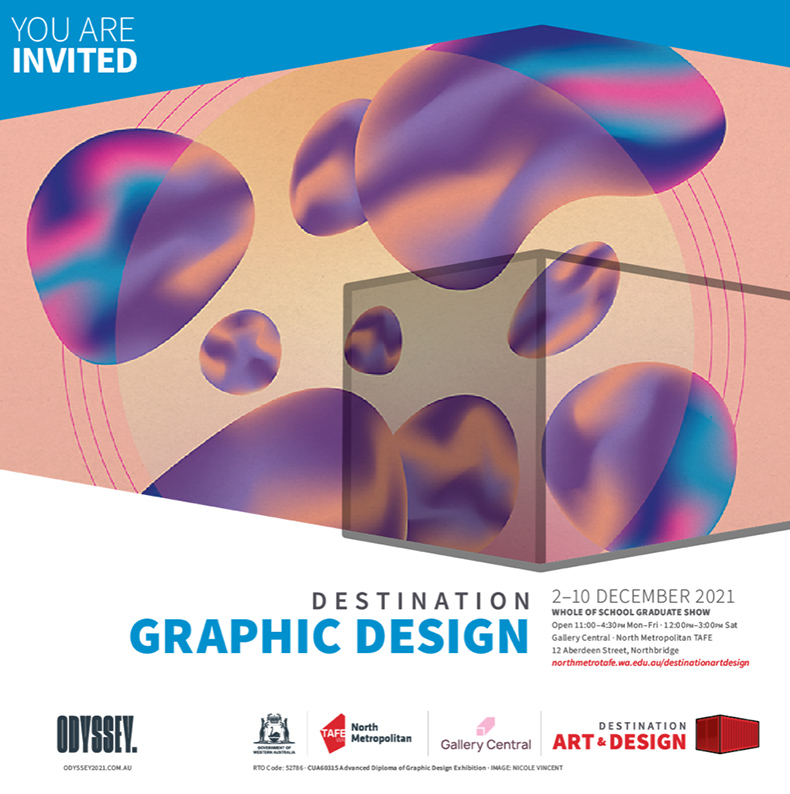 YOU ARE
INVITED
DESTINATION
GRAPHIC DESIGN
2–10 DECEMBER 2021
WHOLE OF SCHOOL GRADUATE SHOW
Open 11:00–4:30PM Mon–Fri · 12:00PM–3:00PM Sat
Gallery Central · North Metropolitan TAFE
12 Aberdeen Street, Northbridge
northmetrotafe.wa.edu.au/destinationartdesign
ODYSSEY.
ODYSSEY2021.COM.AU
GOVERNMENT OF
WESTERN AUSTRALIA
TAFE
North
Metropolitan
Gallery Central
DESTINATION
ART & DESIGN
RTO Code: 52786 · CUA60315 Advanced Diploma of Graphic Design Exhibition · IMAGE: NICOLE VINCENT